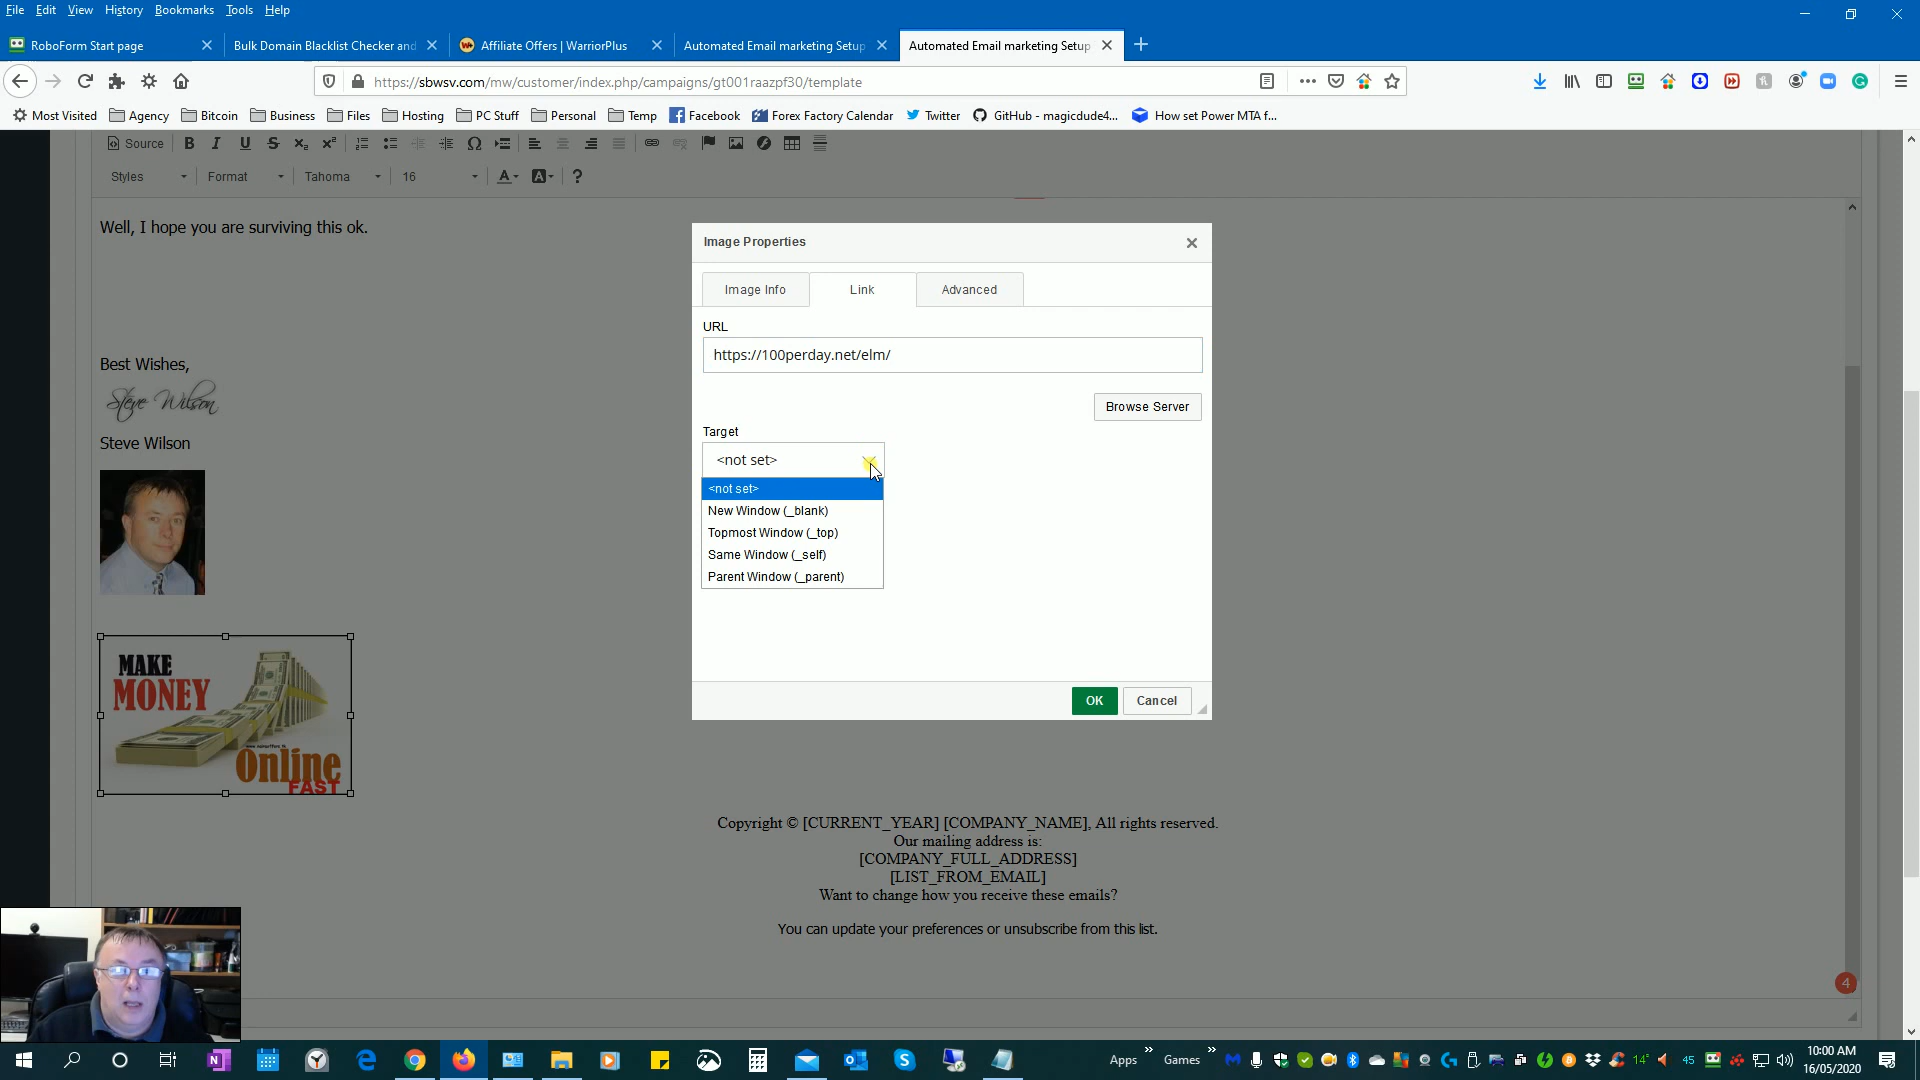 File Edit View History Bookmarks Tools Help
RoboForm Start page
Bulk Domain Blacklist Checker and
Affiliate Offers | WarriorPlus
Automated Email marketing Setup
Automated Email marketing Setup
https://sbwsv.com/mw/customer/index.php/campaigns/gt001raazpf30/template
Most Visited Agency Bitcoin Business Files Hosting PC Stuff Personal Temp Facebook Forex Factory Calendar Twitter GitHub - magicdude4... How set Power MTA f...
Source B I U S x₂ xˣ Ω
Styles Format Tahoma 16 A A ?
Well, I hope you are surviving this ok.
Best Wishes,
Steve Wilson
Steve Wilson
MAKE
MONEY
Online
FAST
Image Properties
Image Info Link Advanced
URL
https://100perday.net/elm/
Browse Server
Target
<not set>
<not set>
New Window (_blank)
Topmost Window (_top)
Same Window (_self)
Parent Window (_parent)
OK Cancel
Copyright © [CURRENT_YEAR] [COMPANY_NAME], All rights reserved.
Our mailing address is:
[COMPANY_FULL_ADDRESS]
[LIST_FROM_EMAIL]
Want to change how you receive these emails?
You can update your preferences or unsubscribe from this list.
4
Apps » Games » 14° 45 10:00 AM
16/05/2020